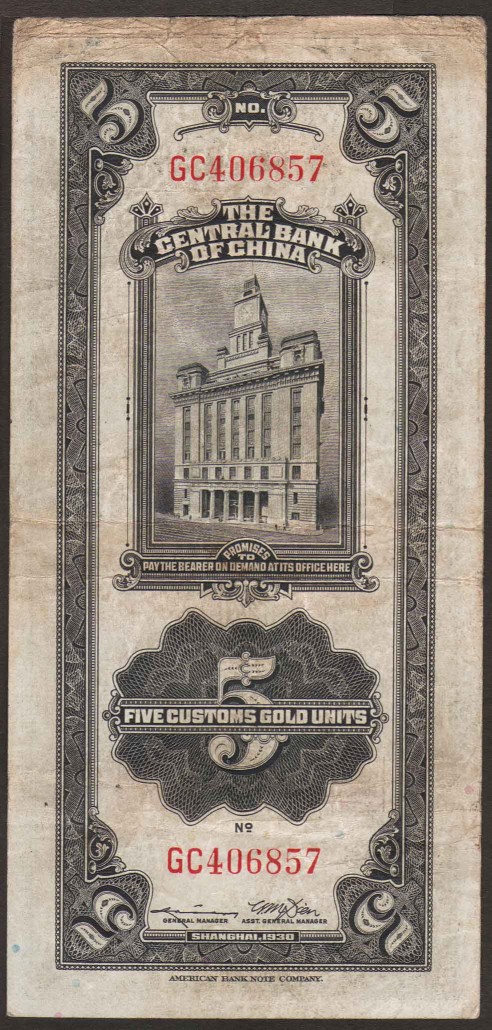 5 5
NO.
GC406857
THE
CENTRAL BANK
OF CHINA
PROMISES
TO
PAY THE BEARER ON DEMAND AT ITS OFFICE HERE
5
FIVE CUSTOMS GOLD UNITS
Nº
GC406857
GENERAL MANAGER ASST. GENERAL MANAGER
5 5
SHANGHAI, 1930
AMERICAN BANK NOTE COMPANY.